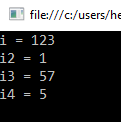 file:///c:/users/he
i = 123
i2 = 1
i3 = 57
i4 = 5